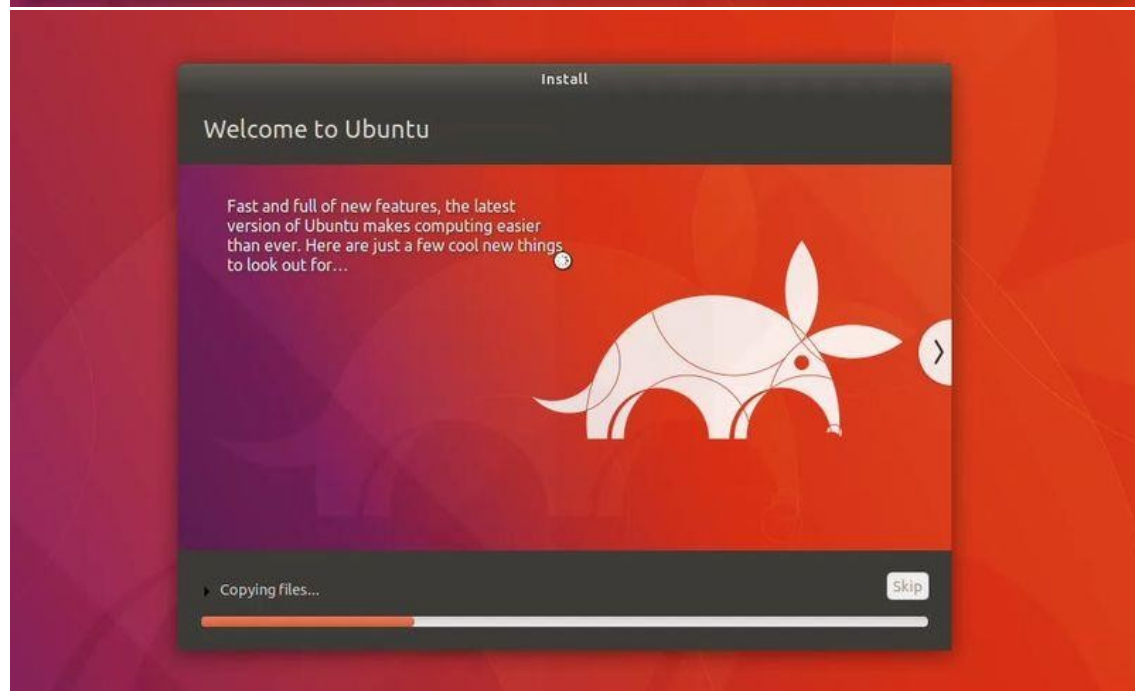 Install
Welcome to Ubuntu
Fast and full of new features, the latest
version of Ubuntu makes computing easier
than ever. Here are just a few cool new things
to look out for...
Copying files...
Skip